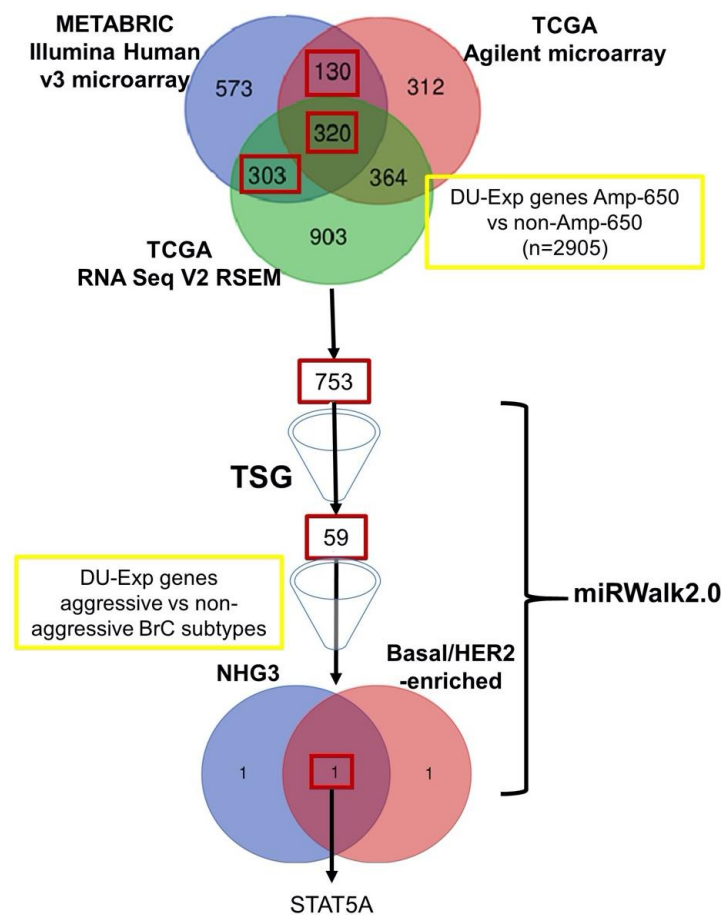 METABRIC
Illumina Human
v3 microarray
TCGA
Agilent microarray
573
130
312
320
303
364
903
TCGA
RNA Seq V2 RSEM
DU-Exp genes Amp-650
vs non-Amp-650
(n=2905)
753
TSG
59
DU-Exp genes
aggressive vs non-
aggressive BrC subtypes
miRWalk2.0
NHG3
Basal/HER2
-enriched
1
1
1
STAT5A